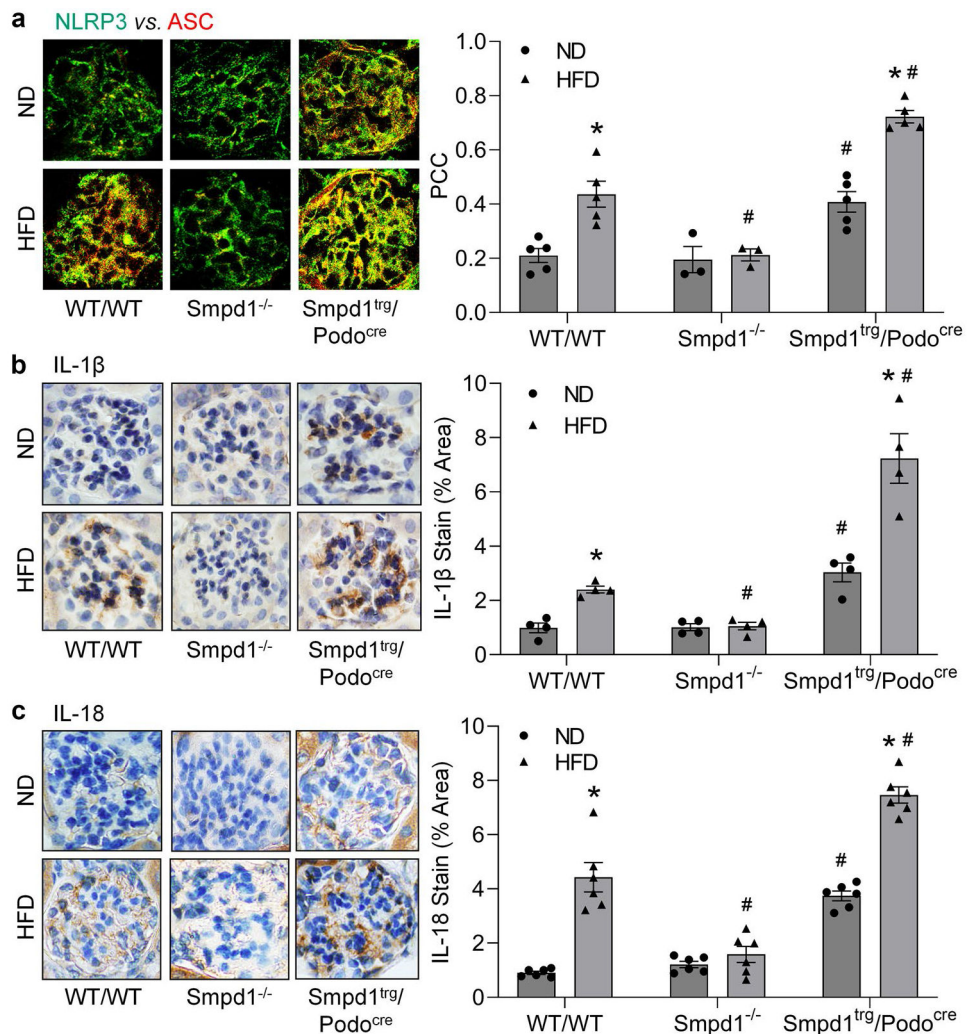 a NLRP3 vs. ASC
ND
HFD
WT/WT Smpd1-/- Smpd1trg/
Podocre
ND
HFD
PCC
1.0
0.8
0.6
0.4
0.2
0.0
*
#
#
* #
WT/WT Smpd1-/- Smpd1trg/Podocre
b IL-1β
ND
HFD
WT/WT Smpd1-/- Smpd1trg/
Podocre
ND
HFD
IL-1β Stain (% Area)
10
8
6
4
2
0
*
#
#
* #
WT/WT Smpd1-/- Smpd1trg/Podocre
c IL-18
ND
HFD
WT/WT Smpd1-/- Smpd1trg/
Podocre
ND
HFD
IL-18 Stain (% Area)
10
8
6
4
2
0
*
#
#
* #
WT/WT Smpd1-/- Smpd1trg/Podocre